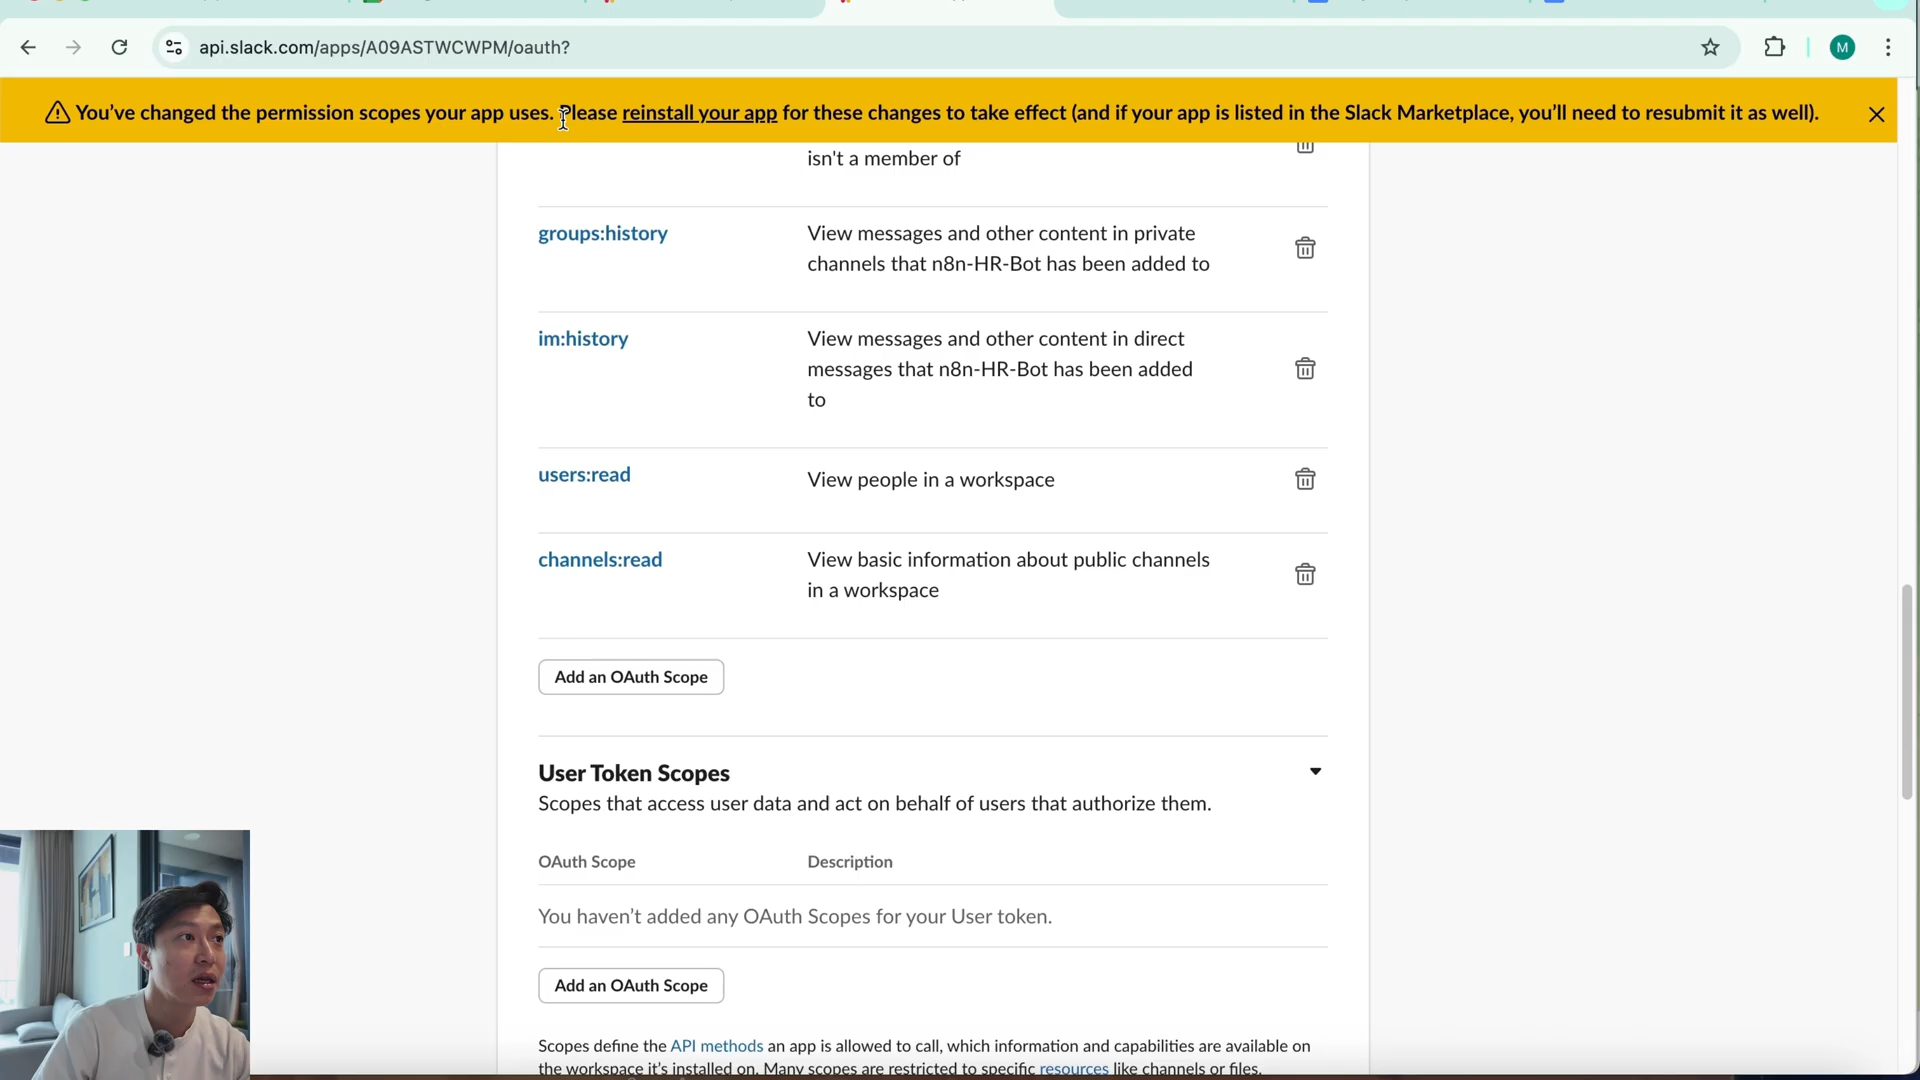 api.slack.com/apps/A09ASTWCWPM/oauth?
M
You’ve changed the permission scopes your app uses. Please reinstall your app for these changes to take effect (and if your app is listed in the Slack Marketplace, you’ll need to resubmit it as well).
isn't a member of
groups:history
View messages and other content in private
channels that n8n-HR-Bot has been added to
im:history
View messages and other content in direct
messages that n8n-HR-Bot has been added
to
users:read
View people in a workspace
channels:read
View basic information about public channels
in a workspace
Add an OAuth Scope
User Token Scopes
Scopes that access user data and act on behalf of users that authorize them.
OAuth Scope
Description
You haven’t added any OAuth Scopes for your User token.
Add an OAuth Scope
Scopes define the API methods an app is allowed to call, which information and capabilities are available on
the workspace it’s installed on. Many scopes are restricted to specific resources like channels or files.